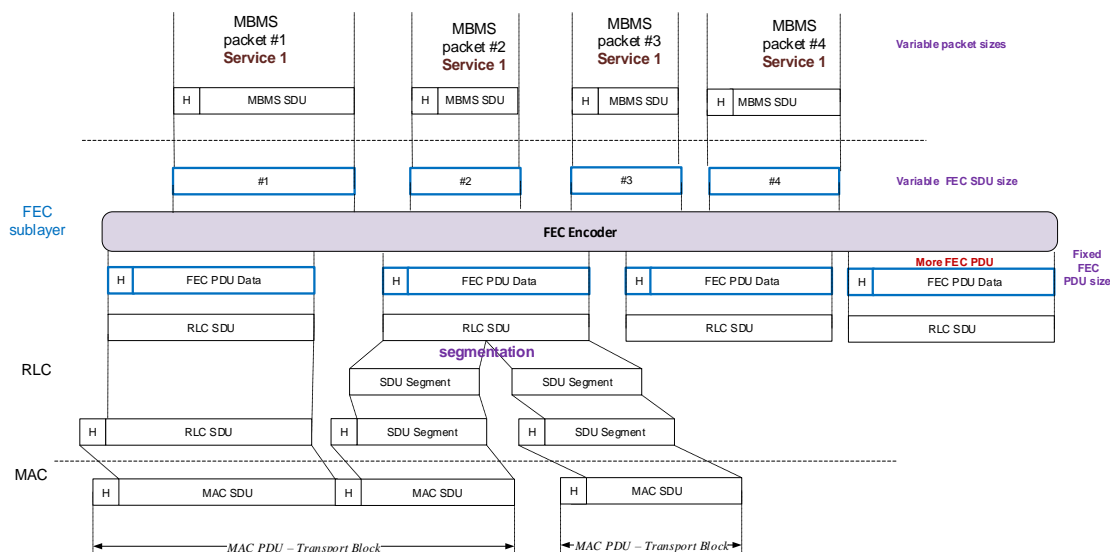 MBMS
packet #1
Service 1
MBMS
packet #2
Service 1
MBMS
packet #3
Service 1
MBMS
packet #4
Service 1
Variable packet sizes
H MBMS SDU
H MBMS SDU
H MBMS SDU
H MBMS SDU
#1
#2
#3
#4
Variable FEC SDU size
FEC
sublayer
FEC Encoder
More FEC PDU
Fixed
FEC
PDU size
H FEC PDU Data
H FEC PDU Data
H FEC PDU Data
H FEC PDU Data
RLC SDU
RLC SDU
RLC SDU
RLC SDU
segmentation
RLC
SDU Segment
SDU Segment
H RLC SDU
H SDU Segment
H SDU Segment
MAC
H MAC SDU
H MAC SDU
H MAC SDU
MAC PDU – Transport Block
MAC PDU – Transport Block